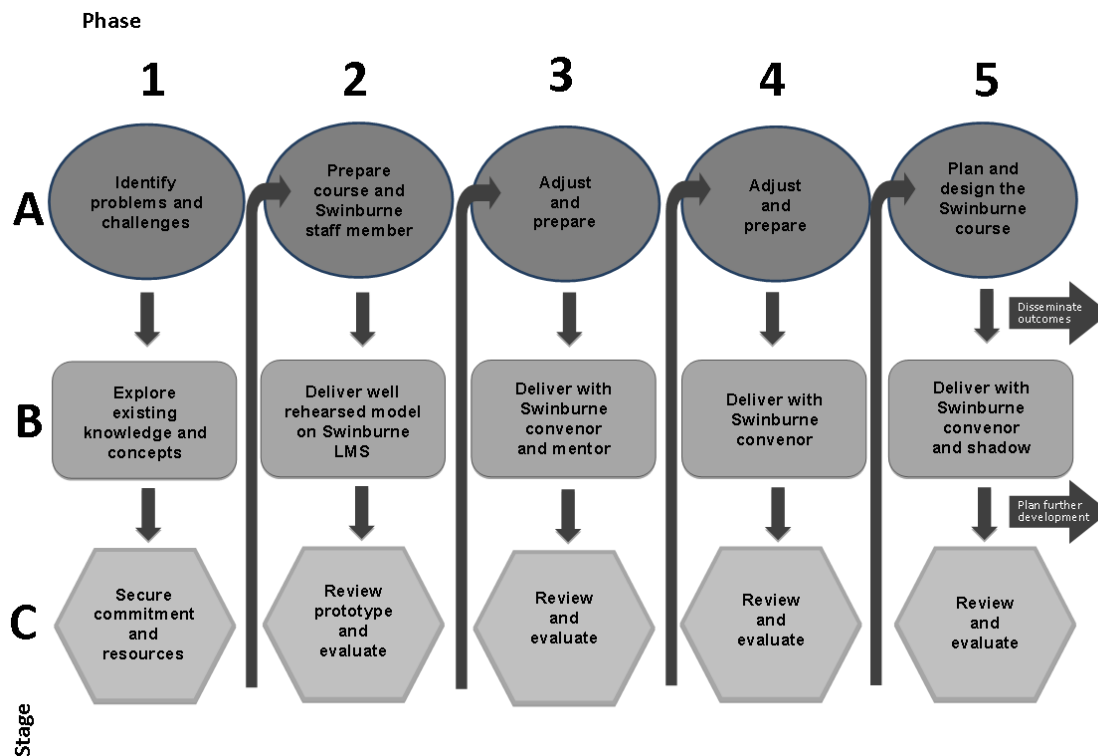 Phase
1
2
3
4
5
A
Identify
problems and
challenges
Prepare
course and
Swinburne
staff member
Adjust
and
prepare
Adjust
and
prepare
Plan and
design the
Swinburne
course
Disseminate
outcomes
B
Explore
existing
knowledge and
concepts
Deliver well
rehearsed model
on Swinburne
LMS
Deliver with
Swinburne
convenor
and mentor
Deliver with
Swinburne
convenor
Deliver with
Swinburne
convenor
and shadow
Plan further
development
C
Secure
commitment
and
resources
Review
prototype
and
evaluate
Review
and
evaluate
Review
and
evaluate
Review
and
evaluate
Stage